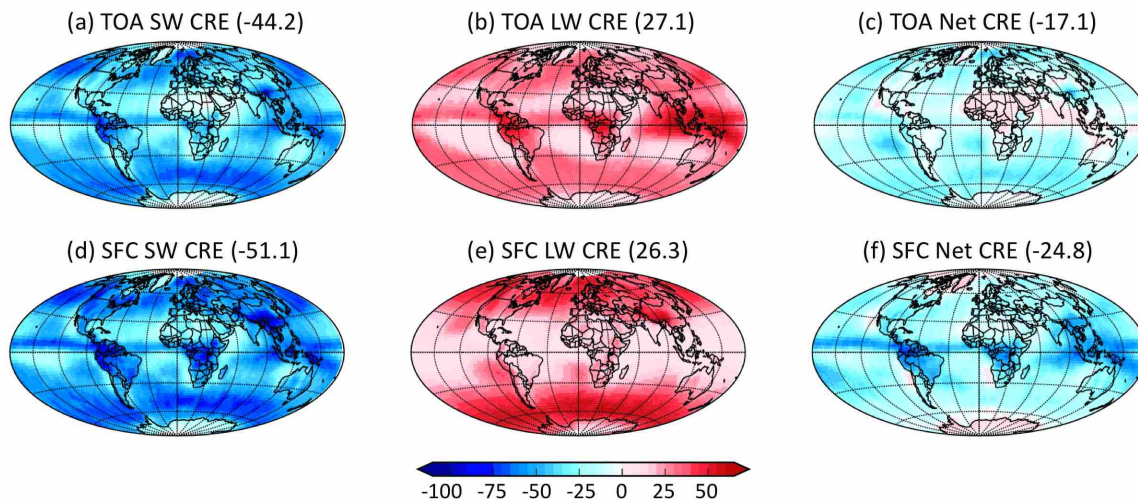 (a) TOA SW CRE (-44.2)
(b) TOA LW CRE (27.1)
(c) TOA Net CRE (-17.1)
(d) SFC SW CRE (-51.1)
(e) SFC LW CRE (26.3)
(f) SFC Net CRE (-24.8)
-100 -75 -50 -25 0 25 50